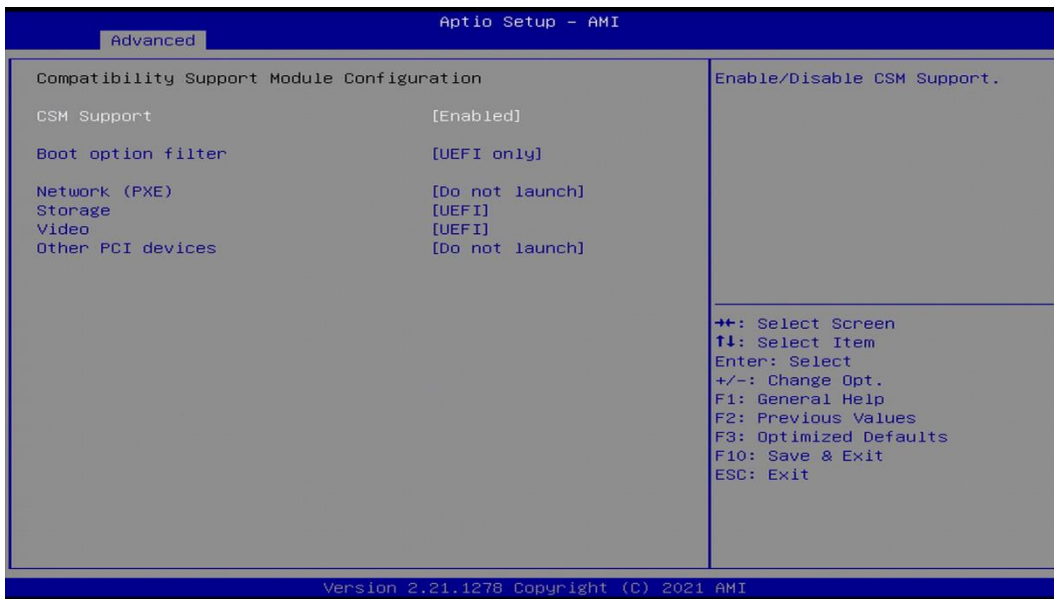 Aptio Setup – AMI
Advanced
Compatibility Support Module Configuration
CSM Support [Enabled]
Boot option filter [UEFI only]
Network (PXE) [Do not launch]
Storage [UEFI]
Video [UEFI]
Other PCI devices [Do not launch]
Enable/Disable CSM Support.
→←: Select Screen
↑↓: Select Item
Enter: Select
+/-: Change Opt.
F1: General Help
F2: Previous Values
F3: Optimized Defaults
F10: Save & Exit
ESC: Exit
Version 2.21.1278 Copyright (C) 2021 AMI